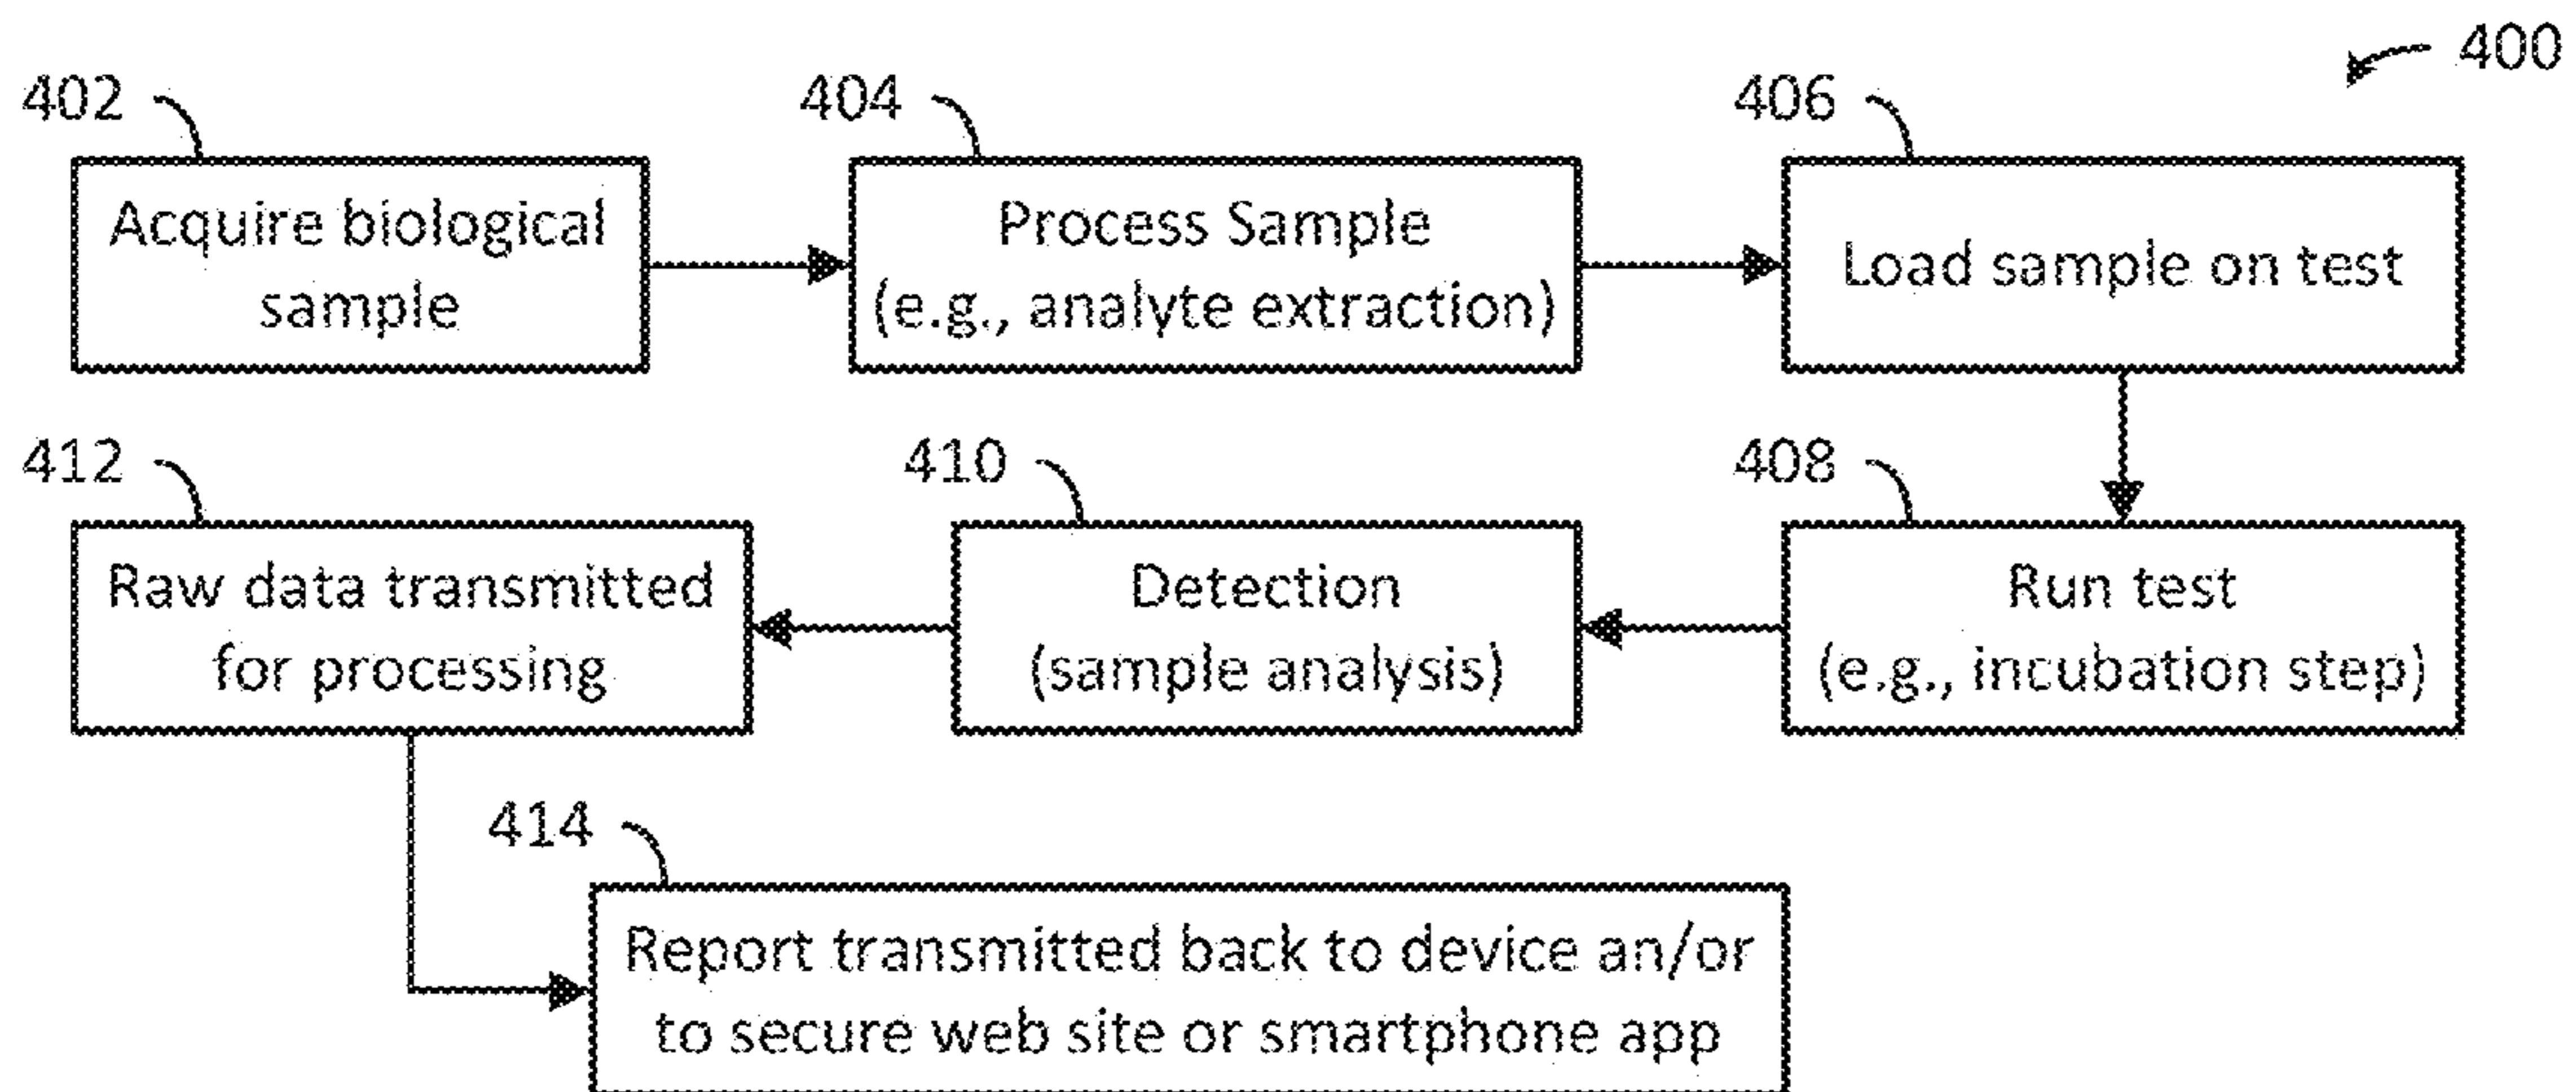 400
402
Acquire biological
sample
404
Process Sample
(e.g., analyte extraction)
406
Load sample on test
408
Run test
(e.g., incubation step)
410
Detection
(sample analysis)
412
Raw data transmitted
for processing
414
Report transmitted back to device an/or
to secure web site or smartphone app